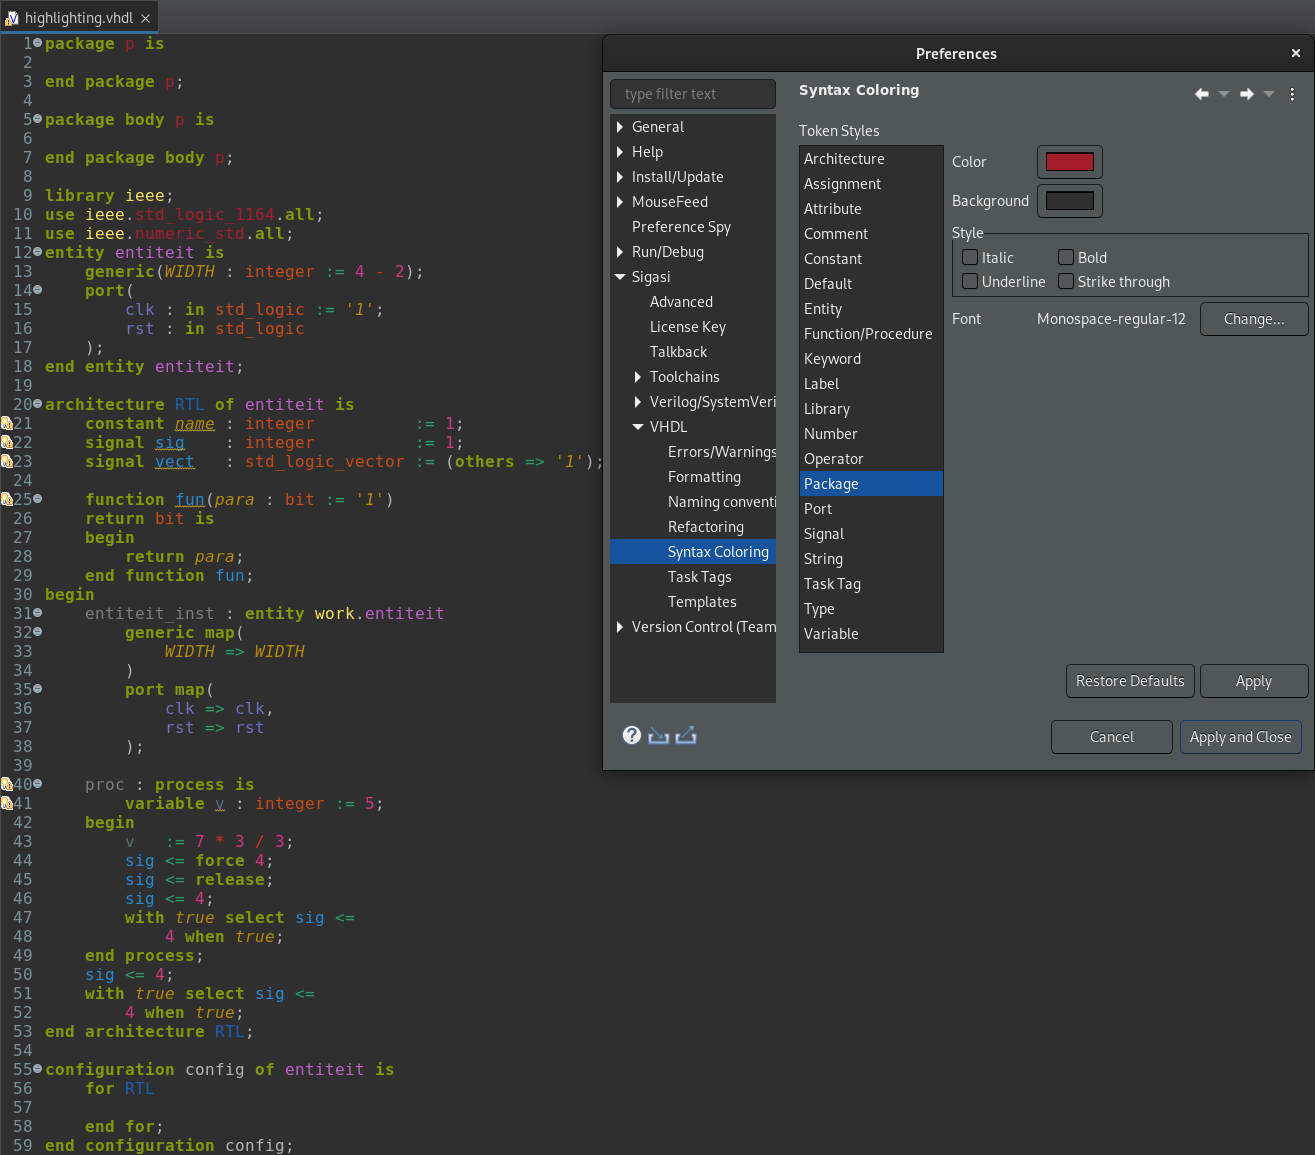 highlighting.vhdl
1 package p is
2
3 end package p;
4
5 package body p is
6
7 end package body p;
8
9 library ieee;
10 use ieee.std_logic_1164.all;
11 use ieee.numeric_std.all;
12 entity entiteit is
13     generic(WIDTH : integer := 4 - 2);
14     port(
15         clk : in std_logic := '1';
16         rst : in std_logic
17     );
18 end entity entiteit;
19
20 architecture RTL of entiteit is
21     constant name : integer          := 1;
22     signal sig    : integer          := 1;
23     signal vect   : std_logic_vector := (others => '1');
24
25     function fun(para : bit := '1')
26     return bit is
27     begin
28         return para;
29     end function fun;
30 begin
31     entiteit_inst : entity work.entiteit
32         generic map(
33             WIDTH => WIDTH
34         )
35         port map(
36             clk => clk,
37             rst => rst
38         );
39
40     proc : process is
41         variable v : integer := 5;
42     begin
43         v   := 7 * 3 / 3;
44         sig <= force 4;
45         sig <= release;
46         sig <= 4;
47         with true select sig <=
48             4 when true;
49     end process;
50     sig <= 4;
51     with true select sig <=
52         4 when true;
53 end architecture RTL;
54
55 configuration config of entiteit is
56     for RTL
57
58     end for;
59 end configuration config;
Preferences
type filter text
General
Help
Install/Update
MouseFeed
Preference Spy
Run/Debug
Sigasi
Advanced
License Key
Talkback
Toolchains
Verilog/SystemVeri
VHDL
Errors/Warnings
Formatting
Naming conventi
Refactoring
Syntax Coloring
Task Tags
Templates
Version Control (Team
Syntax Coloring
Token Styles
Architecture
Assignment
Attribute
Comment
Constant
Default
Entity
Function/Procedure
Keyword
Label
Library
Number
Operator
Package
Port
Signal
String
Task Tag
Type
Variable
Color
Background
Style
Italic Bold
Underline Strike through
Font Monospace-regular-12 Change...
Restore Defaults Apply
Cancel Apply and Close